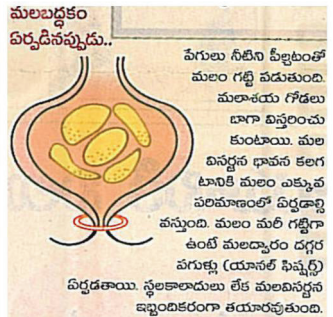 మలబద్ధకం
ఏర్పడినప్పుడు..
పేగులు నీటిని పీల్చటంతో
మలం గట్టి పడుతుంది.
మలాశయ గోడలు
బాగా విస్తరించు
కుంటాయి. మల
విసర్జన భావన కలగ
టానికి మలం ఎక్కువ
పరిమాణంలో ఏర్పడాల్సి
వస్తుంది. మలం మరీ గట్టిగా
ఉంటే మలద్వారం దగ్గర
పగుళ్లు (యానల్ ఫిషర్స్)
ఏర్పడతాయి. స్థలకాలాదులు లేక మలవిసర్జన
ఇబ్బందికరంగా తయారవుతుంది.